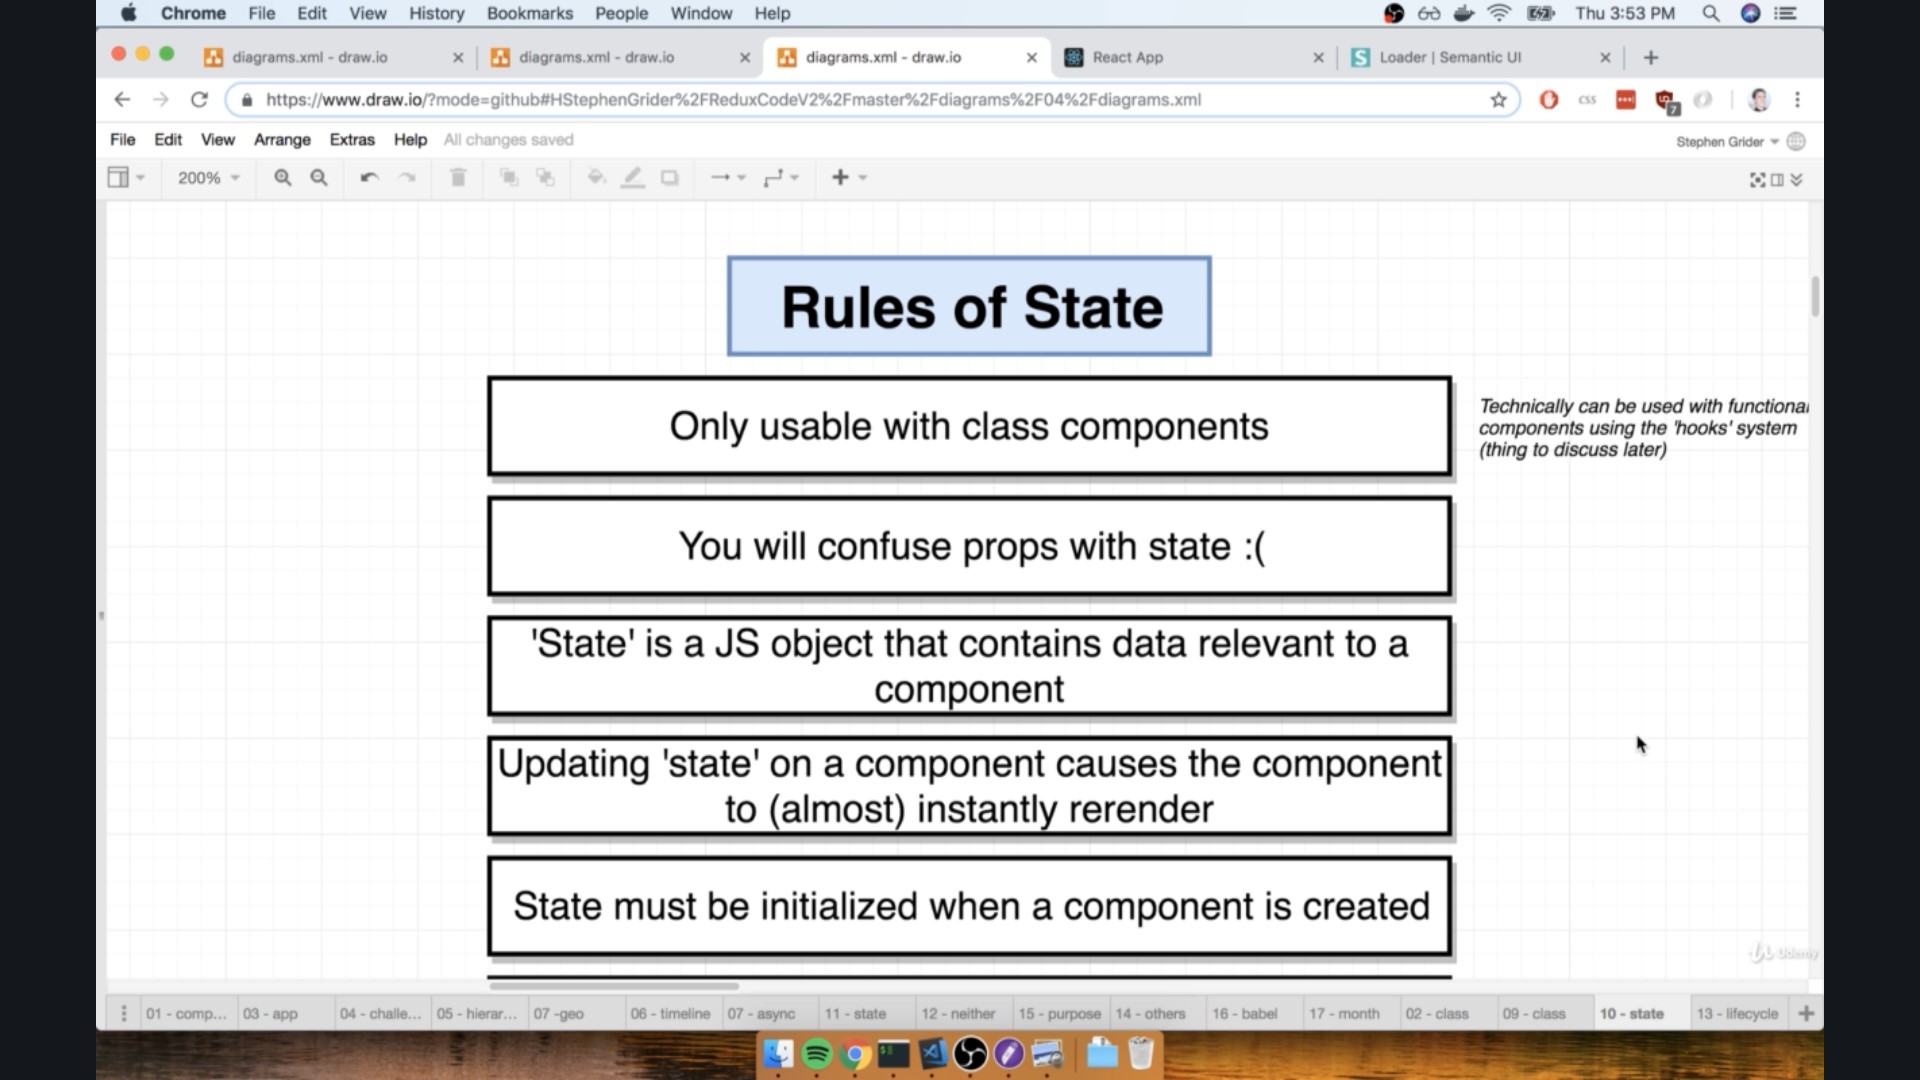 Chrome File Edit View History Bookmarks People Window Help Thu 3:53 PM
diagrams.xml - draw.io diagrams.xml - draw.io diagrams.xml - draw.io React App Loader | Semantic UI
https://www.draw.io/?mode=github#HStephenGrider%2FReduxCodeV2%2Fmaster%2Fdiagrams%2F04%2Fdiagrams.xml css 7
File Edit View Arrange Extras Help All changes saved Stephen Grider
200%
Rules of State
Only usable with class components
Technically can be used with functional
components using the 'hooks' system
(thing to discuss later)
You will confuse props with state :(
'State' is a JS object that contains data relevant to a
component
Updating 'state' on a component causes the component
to (almost) instantly rerender
State must be initialized when a component is created
Udemy
01 - comp... 03 - app 04 - challe... 05 - hierar... 07 -geo 06 - timeline 07 - async 11 - state 12 - neither 15 - purpose 14 - others 16 - babel 17 - month 02 - class 09 - class 10 - state 13 - lifecycle